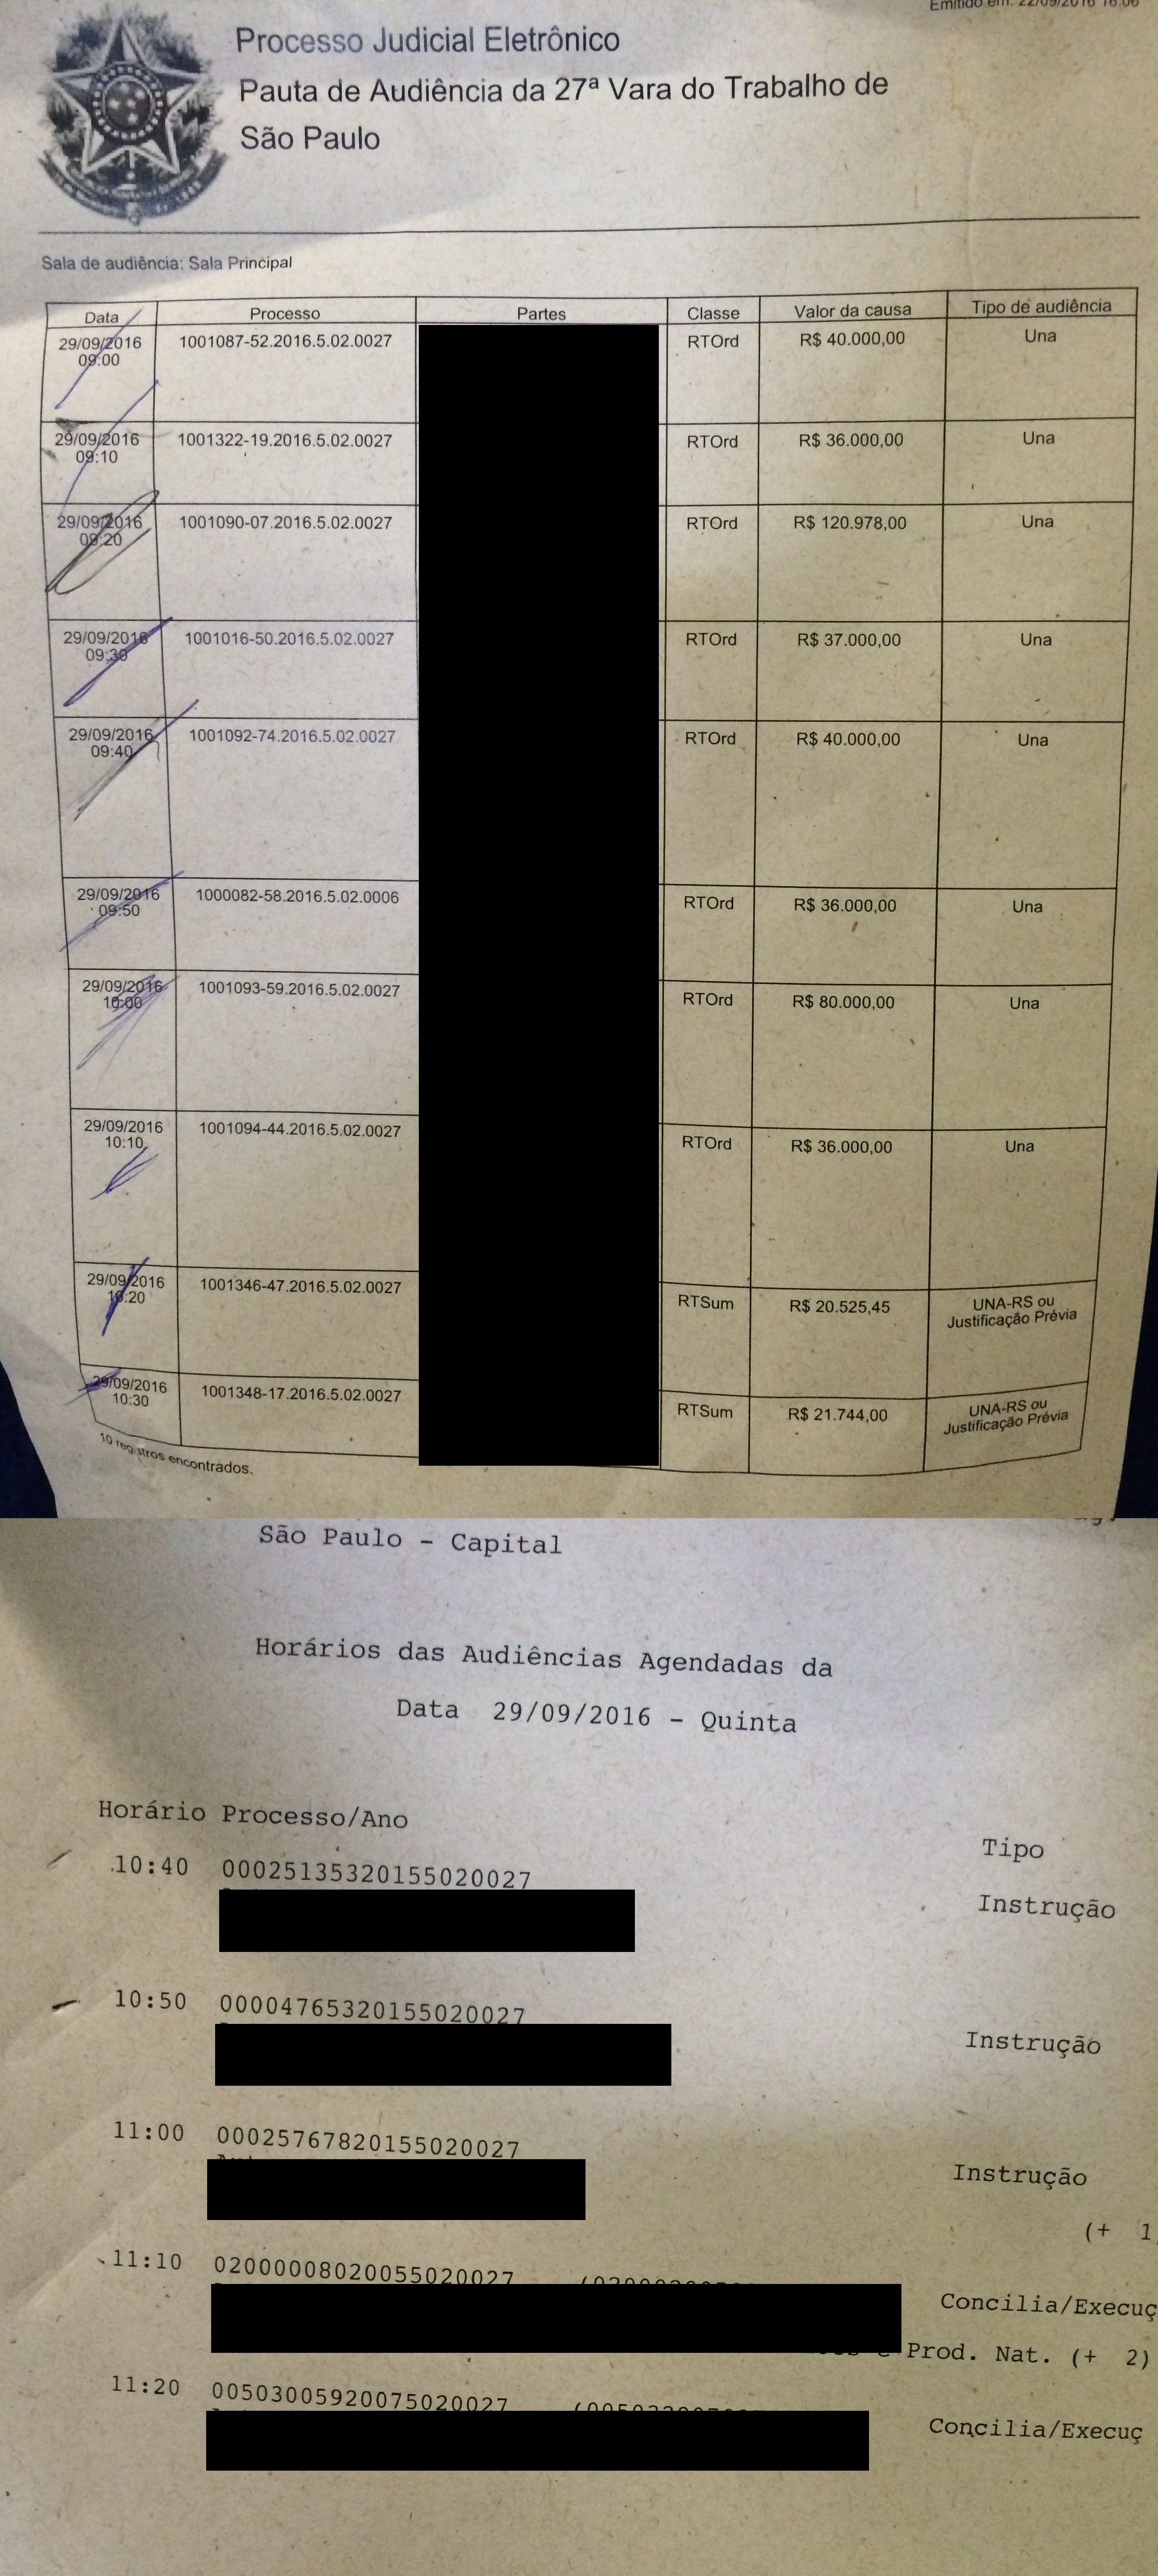 Emitido em: 22/09/2016 16:06
Processo Judicial Eletrônico
Pauta de Audiência da 27ª Vara do Trabalho de
São Paulo
Sala de audiência: Sala Principal
Data Processo Partes Classe Valor da causa Tipo de audiência
29/09/2016 1001087-52.2016.5.02.0027 RTOrd R$ 40.000,00 Una
09:00
29/09/2016 1001322-19.2016.5.02.0027 RTOrd R$ 36.000,00 Una
09:10
29/09/2016 1001090-07.2016.5.02.0027 RTOrd R$ 120.978,00 Una
09:20
29/09/2016 1001016-50.2016.5.02.0027 RTOrd R$ 37.000,00 Una
09:30
29/09/2016 1001092-74.2016.5.02.0027 RTOrd R$ 40.000,00 Una
09:40
29/09/2016 1000082-58.2016.5.02.0006 RTOrd R$ 36.000,00 Una
09:50
29/09/2016 1001093-59.2016.5.02.0027 RTOrd R$ 80.000,00 Una
10:00
29/09/2016 1001094-44.2016.5.02.0027 RTOrd R$ 36.000,00 Una
10:10
29/09/2016 1001346-47.2016.5.02.0027 RTSum R$ 20.525,45 UNA-RS ou
10:20 Justificação Prévia
29/09/2016 1001348-17.2016.5.02.0027 RTSum R$ 21.744,00 UNA-RS ou
10:30 Justificação Prévia
10 registros encontrados.
São Paulo - Capital
Horários das Audiências Agendadas da
Data 29/09/2016 - Quinta
Horário Processo/Ano Tipo
10:40 00025135320155020027 Instrução
10:50 00004765320155020027 Instrução
11:00 00025767820155020027 Instrução
(+ 1
11:10 02000008020055020027 Concilia/Execuç
Prod. Nat. (+ 2)
11:20 00503005920075020027 Concilia/Execuç